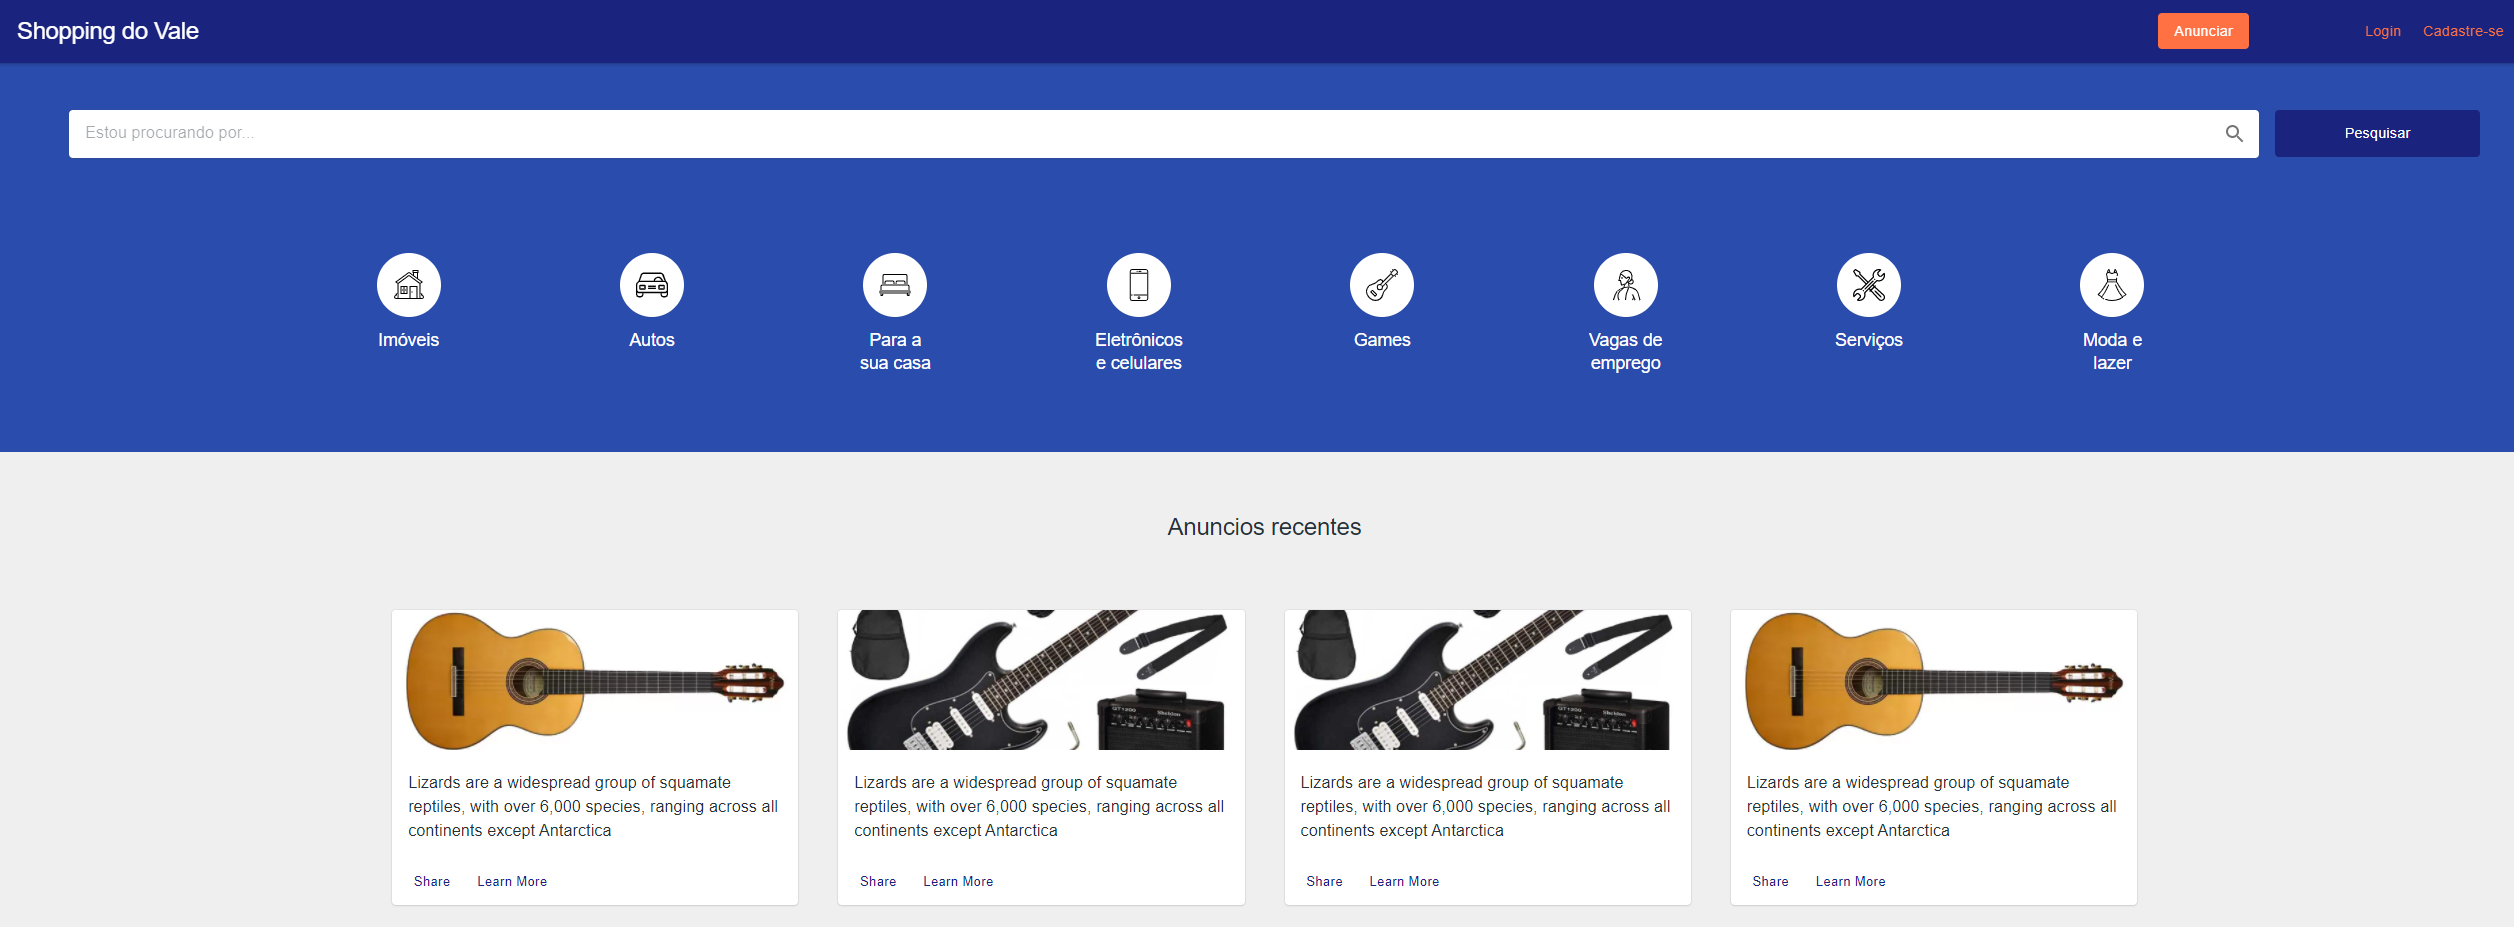 Shopping do Vale
Anunciar
Login
Cadastre-se
Estou procurando por...
Pesquisar
Imóveis
Autos
Para a
sua casa
Eletrônicos
e celulares
Games
Vagas de
emprego
Serviços
Moda e
lazer
Anuncios recentes
Lizards are a widespread group of squamate
reptiles, with over 6,000 species, ranging across all
continents except Antarctica
Share
Learn More
GT1200
Lizards are a widespread group of squamate
reptiles, with over 6,000 species, ranging across all
continents except Antarctica
Share
Learn More
GT1200
Lizards are a widespread group of squamate
reptiles, with over 6,000 species, ranging across all
continents except Antarctica
Share
Learn More
Lizards are a widespread group of squamate
reptiles, with over 6,000 species, ranging across all
continents except Antarctica
Share
Learn More